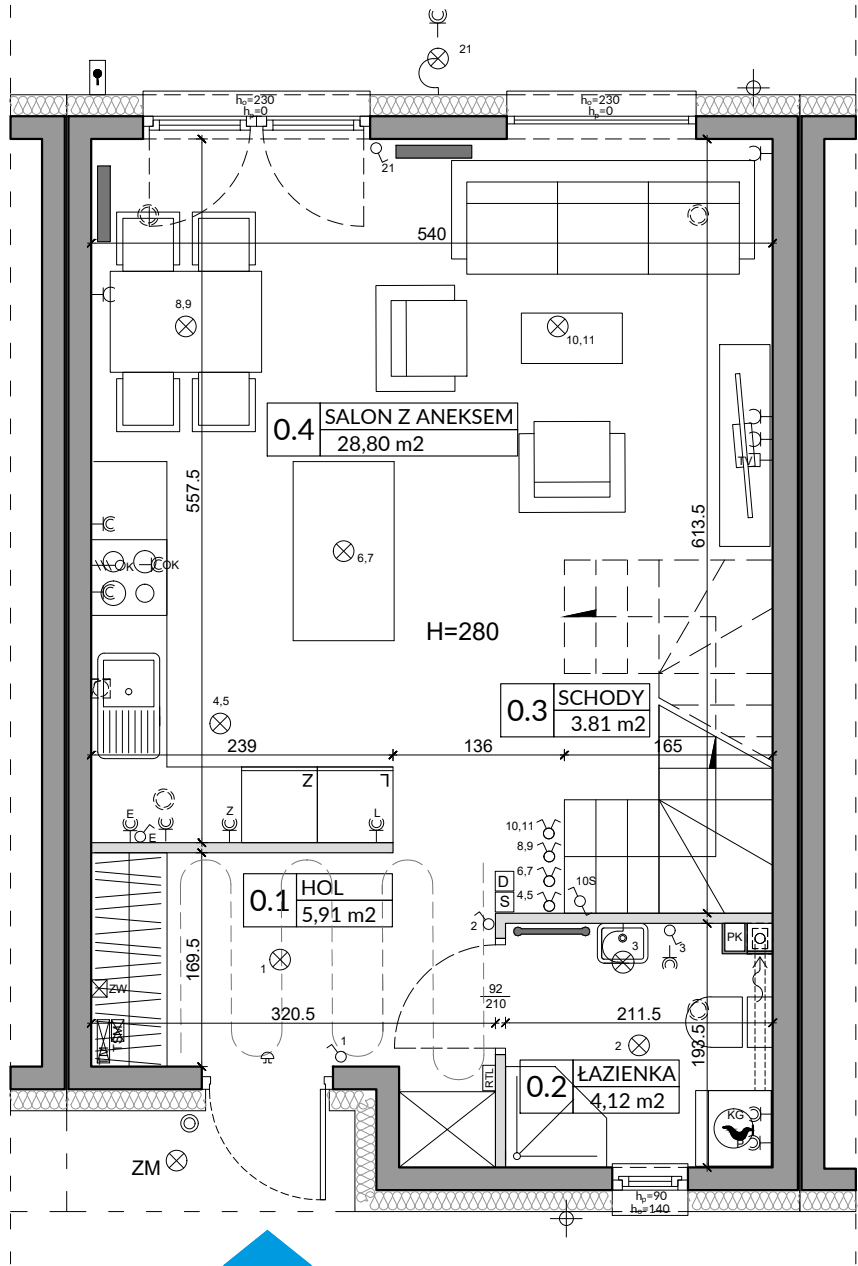 21
hₒ=230
hₚ=0
hₒ=230
hₚ=0
21
540
8,9
10,11
0.4
SALON Z ANEKSEM
28,80 m2
TV
557.5
613.5
6,7
OK
OK
H=280
0.3
SCHODY
3.81 m2
4,5
239
136
165
Z
L
E
E
Z
L
10,11
8,9
6,7
4,5
10S
D
S
0.1
HOL
5,91 m2
2
3
3
PK
1
169.5
ZW
92
210
320.5
211.5
193.5
2
1
TSM
RTL
0.2
ŁAZIENKA
4,12 m2
KG
P
ZM
hₚ=90
hₒ=140